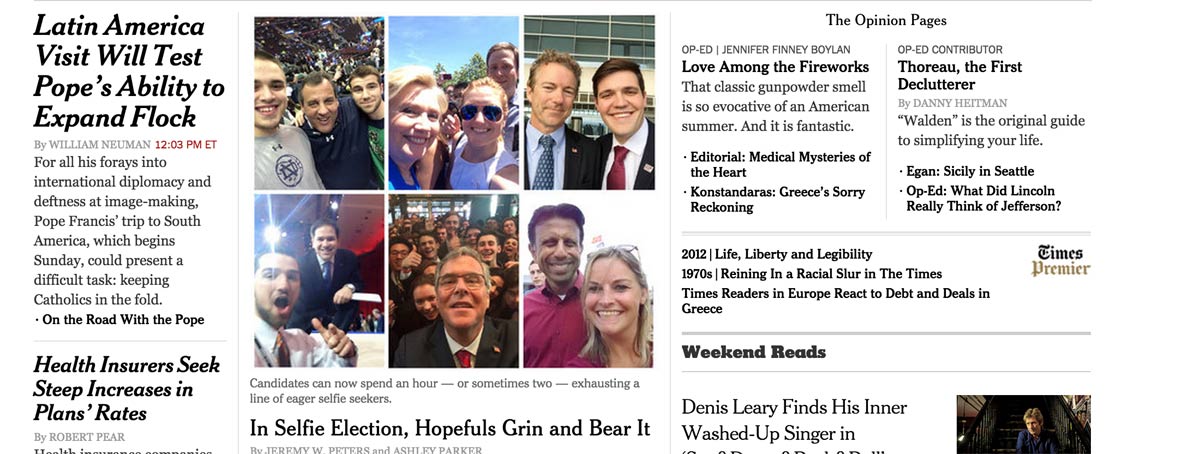 Latin America
Visit Will Test
Pope's Ability to
Expand Flock
By WILLIAM NEUMAN 12:03 PM ET
For all his forays into
international diplomacy and
deftness at image-making,
Pope Francis' trip to South
America, which begins
Sunday, could present a
difficult task: keeping
Catholics in the fold.
· On the Road With the Pope
Health Insurers Seek
Steep Increases in
Plans' Rates
By ROBERT PEAR
Health insurance companies
Candidates can now spend an hour — or sometimes two — exhausting a
line of eager selfie seekers.
In Selfie Election, Hopefuls Grin and Bear It
By JEREMY W. PETERS and ASHLEY PARKER
The Opinion Pages
OP-ED | JENNIFER FINNEY BOYLAN
Love Among the Fireworks
That classic gunpowder smell
is so evocative of an American
summer. And it is fantastic.
· Editorial: Medical Mysteries of
the Heart
· Konstandaras: Greece's Sorry
Reckoning
OP-ED CONTRIBUTOR
Thoreau, the First
Declutterer
By DANNY HEITMAN
“Walden” is the original guide
to simplifying your life.
· Egan: Sicily in Seattle
· Op-Ed: What Did Lincoln
Really Think of Jefferson?
2012 | Life, Liberty and Legibility
1970s | Reining In a Racial Slur in The Times
Times Readers in Europe React to Debt and Deals in
Greece
Times
Premier
Weekend Reads
Denis Leary Finds His Inner
Washed-Up Singer in